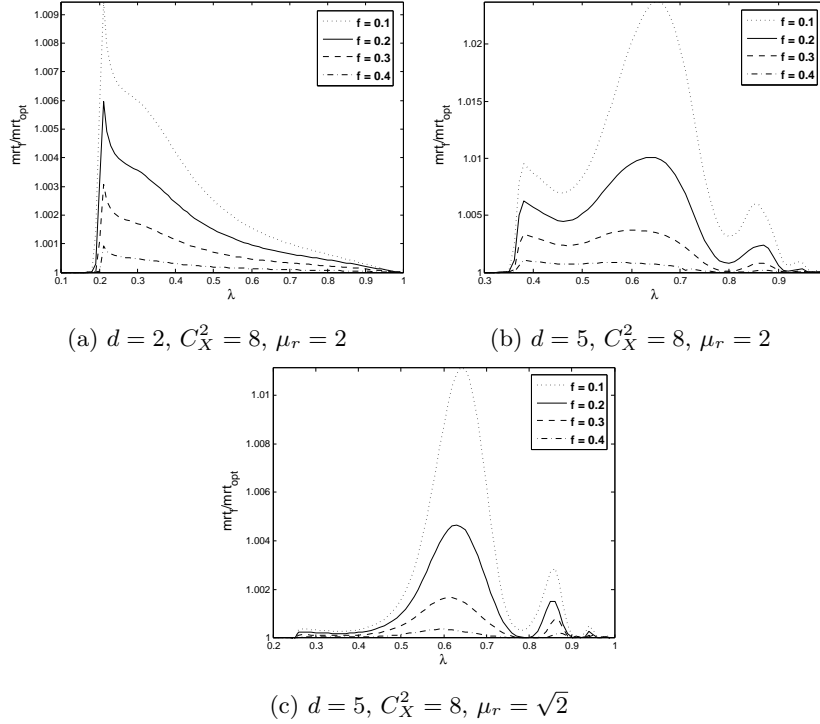 1.009
1.008
1.007
1.006
1.005
1.004
1.003
1.002
1.001
1
mrt_f/mrt_opt
f = 0.1
f = 0.2
f = 0.3
f = 0.4
0.1 0.2 0.3 0.4 0.5 0.6 0.7 0.8 0.9 1
λ
(a) d = 2, C_X^2 = 8, μ_r = 2
1.02
1.015
1.01
1.005
1
mrt_f/mrt_opt
f = 0.1
f = 0.2
f = 0.3
f = 0.4
0.3 0.4 0.5 0.6 0.7 0.8 0.9
λ
(b) d = 5, C_X^2 = 8, μ_r = 2
1.01
1.008
1.006
1.004
1.002
1
mrt_f/mrt_opt
f = 0.1
f = 0.2
f = 0.3
f = 0.4
0.2 0.3 0.4 0.5 0.6 0.7 0.8 0.9 1
λ
(c) d = 5, C_X^2 = 8, μ_r = √2